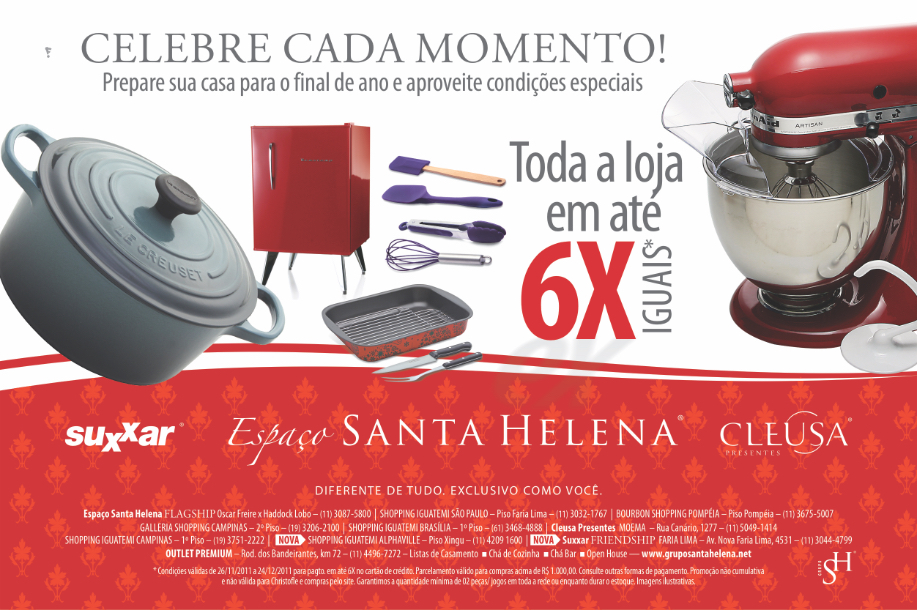 CELEBRE CADA MOMENTO!
Prepare sua casa para o final de ano e aproveite condições especiais
Toda a loja
em até
6X
IGUAIS*
LE CREUSET
ARTISAN
suxxar®
Espaço SANTA HELENA®
CLEUSA®
PRESENTES
DIFERENTE DE TUDO. EXCLUSIVO COMO VOCÊ.
Espaço Santa Helena FLAGSHIP Oscar Freire x Haddock Lobo – (11) 3087-5800 | SHOPPING IGUATEMI SÃO PAULO – Piso Faria Lima – (11) 3032-1767 | BOURBON SHOPPING POMPÉIA – Piso Pompéia – (11) 3675-5007
GALLERIA SHOPPING CAMPINAS – 2º Piso – (19) 3206-2100 | SHOPPING IGUATEMI BRASÍLIA – 1º Piso – (61) 3468-4888 | Cleusa Presentes MOEMA – Rua Canário, 1277 – (11) 5049-1414
SHOPPING IGUATEMI CAMPINAS – 1º Piso – (19) 3751-2222 | NOVA SHOPPING IGUATEMI ALPHAVILLE – Piso Xingu – (11) 4209 1600 | NOVA Suxxar FRIENDSHIP FARIA LIMA – Av. Nova Faria Lima, 4531 – (11) 3044-4799
OUTLET PREMIUM – Rod. dos Bandeirantes, km 72 – (11) 4496-7272 – Listas de Casamento ■ Chá de Cozinha ■ Chá Bar ■ Open House — www.gruposantahelena.net
*Condições válidas de 26/11/2011 a 24/12/2011 para pagto. em até 6X no cartão de crédito. Parcelamento válido para compras acima de R$ 1.000,00. Consulte outras formas de pagamento. Promoção não cumulativa
e não válida para Christofle e compras pelo site. Garantimos a quantidade mínima de 02 peças/ jogos em toda a rede ou enquanto durar o estoque. Imagens ilustrativas.
GRUPO
SH®